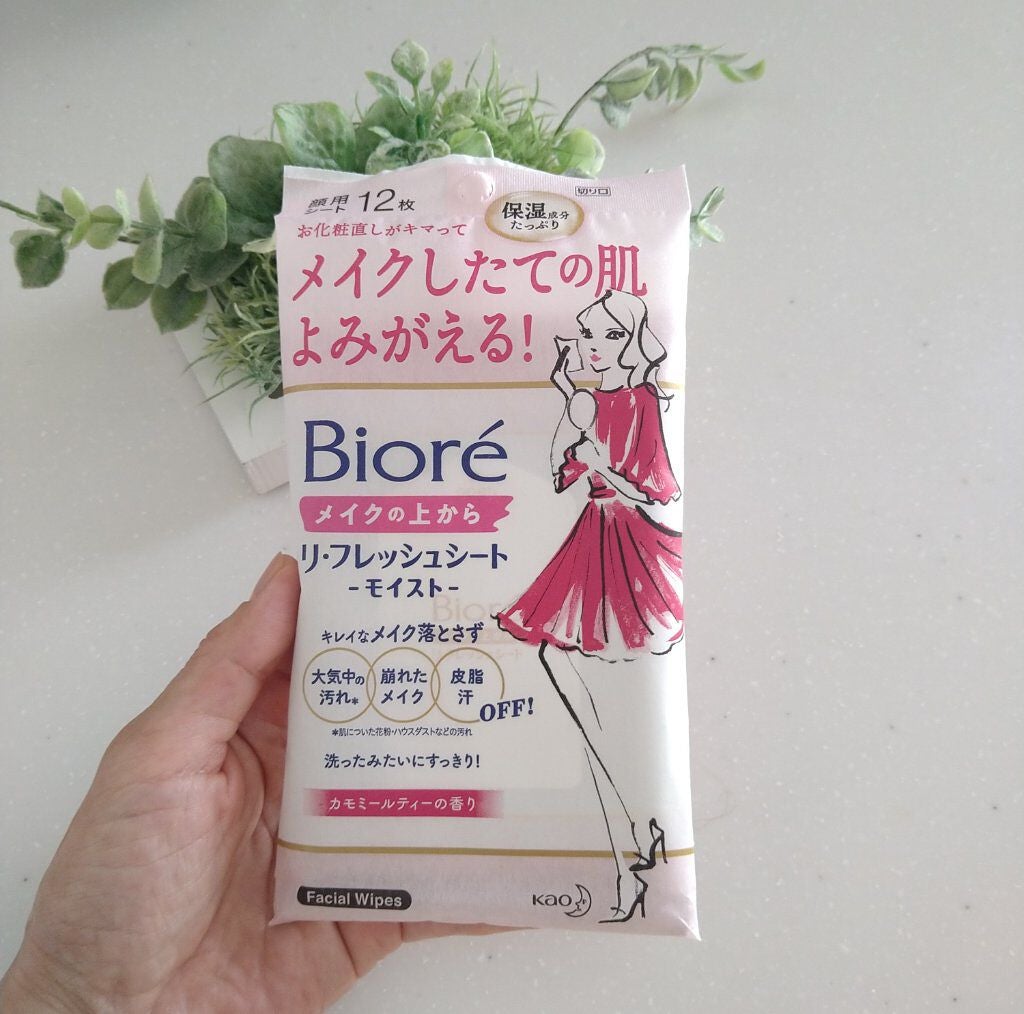 顔用
シート 12枚
切り口
保湿成分
たっぷり
お化粧直しがキマって
メイクしたての肌
よみがえる!
Bioré
メイクの上から
リ・フレッシュシート
-モイスト-
キレイなメイク落とさず
大気中の
汚れ*
崩れた
メイク
皮脂
汗
OFF!
*肌についた花粉・ハウスダストなどの汚れ
洗ったみたいにすっきり!
カモミールティーの香り
Facial Wipes
Kao